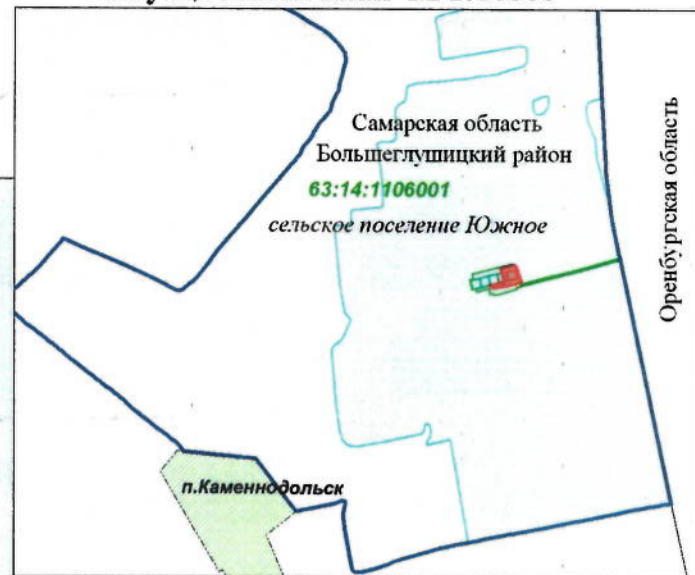 Самарская область
Большеглушицкий район
63:14:1106001
сельское поселение Южное
Оренбургская область
п.Каменнодольск